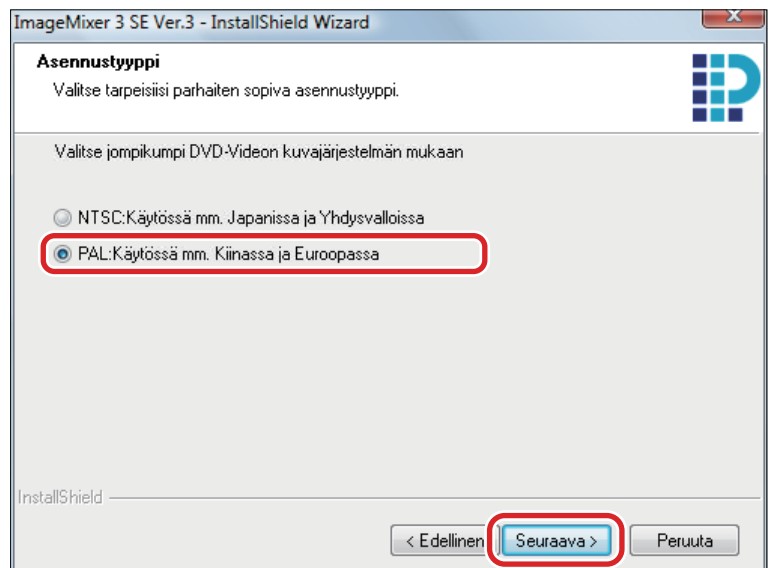 ImageMixer 3 SE Ver.3 - InstallShield Wizard
Asennustyyppi
Valitse tarpeisiisi parhaiten sopiva asennustyyppi.
Valitse jompikumpi DVD-Videon kuvajärjestelmän mukaan
NTSC:Käytössä mm. Japanissa ja Yhdysvalloissa
PAL:Käytössä mm. Kiinassa ja Euroopassa
InstallShield
< Edellinen Seuraava > Peruuta